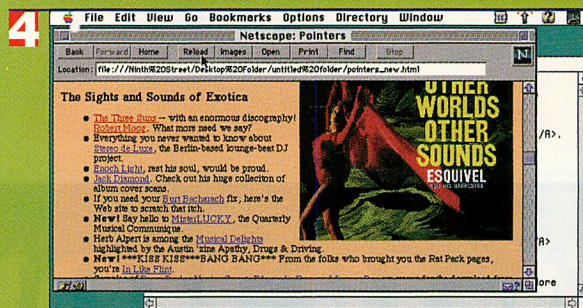 4
File Edit View Go Bookmarks Options Directory Window
Netscape: Pointers
Back Forward Home Reload Images Open Print Find Stop
N
Location: file:///Ninth%20Street/Desktop%20Folder/untitled%20folder/pointers_new.html
The Sights and Sounds of Exotica
The Three Suns -- with an enormous discography!
Robert Moog. What more need we say?
Everything you never wanted to know about
Stereo de Luxe, the Berlin-based lounge-beat DJ
project.
Enoch Light, rest his soul, would be proud.
Jack Diamond. Check out his huge colleciton of
album cover scans.
If you need your Burt Bacharach fix, here's the
Web site to scratch that itch.
New! Say hello to MisterLUCKY, the Quarterly
Musical Communique.
Herb Alpert is among the Musical Delights
highlighted by the Austin 'zine Apathy, Drugs & Driving.
New! ***KISS KISS***BANG BANG*** From the folks who brought you the Rat Pack pages,
you're In Like Flint.
OTHER
WORLDS
OTHER
SOUNDS
ESQUIVEL
/A>.
/A>
ore